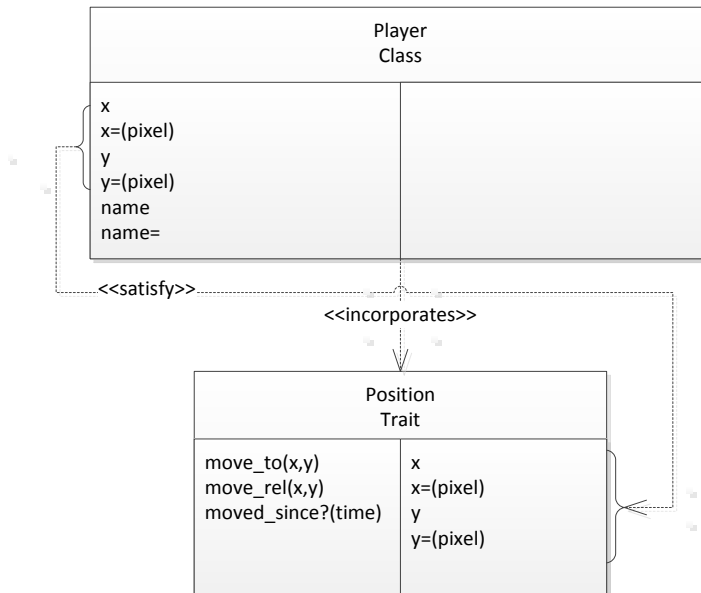 Player
Class
x
x=(pixel)
y
y=(pixel)
name
name=
<<satisfy>>
<<incorporates>>
Position
Trait
move_to(x,y)
move_rel(x,y)
moved_since?(time)
x
x=(pixel)
y
y=(pixel)